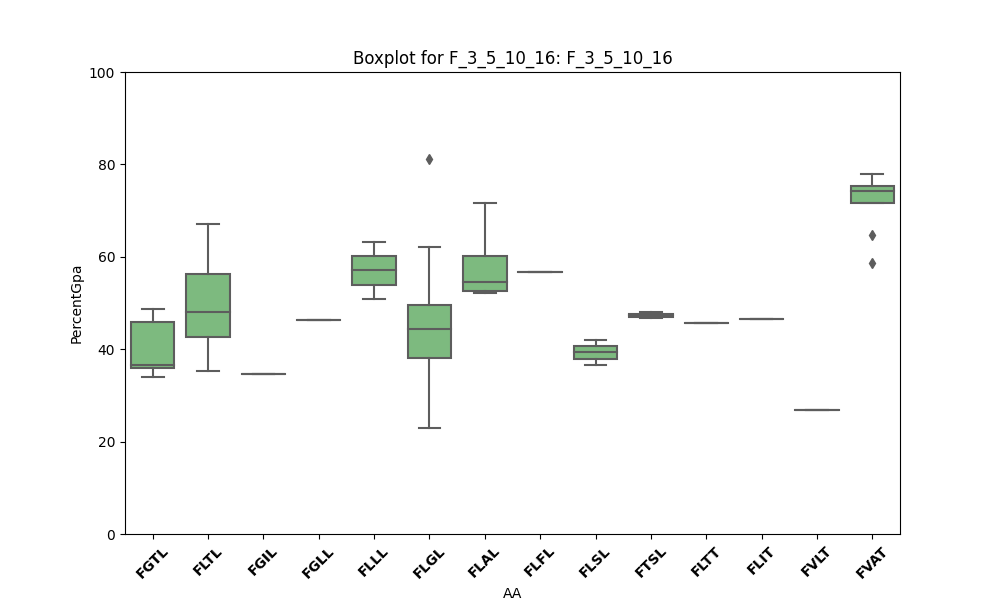 Boxplot for F_3_5_10_16: F_3_5_10_16
PercentGpa
100
80
60
40
20
0
FGTL FLTL FGIL FGLL FLLL FLGL FLAL FLFL FLSL FTSL FLTT FLIT FVLT FVAT
AA